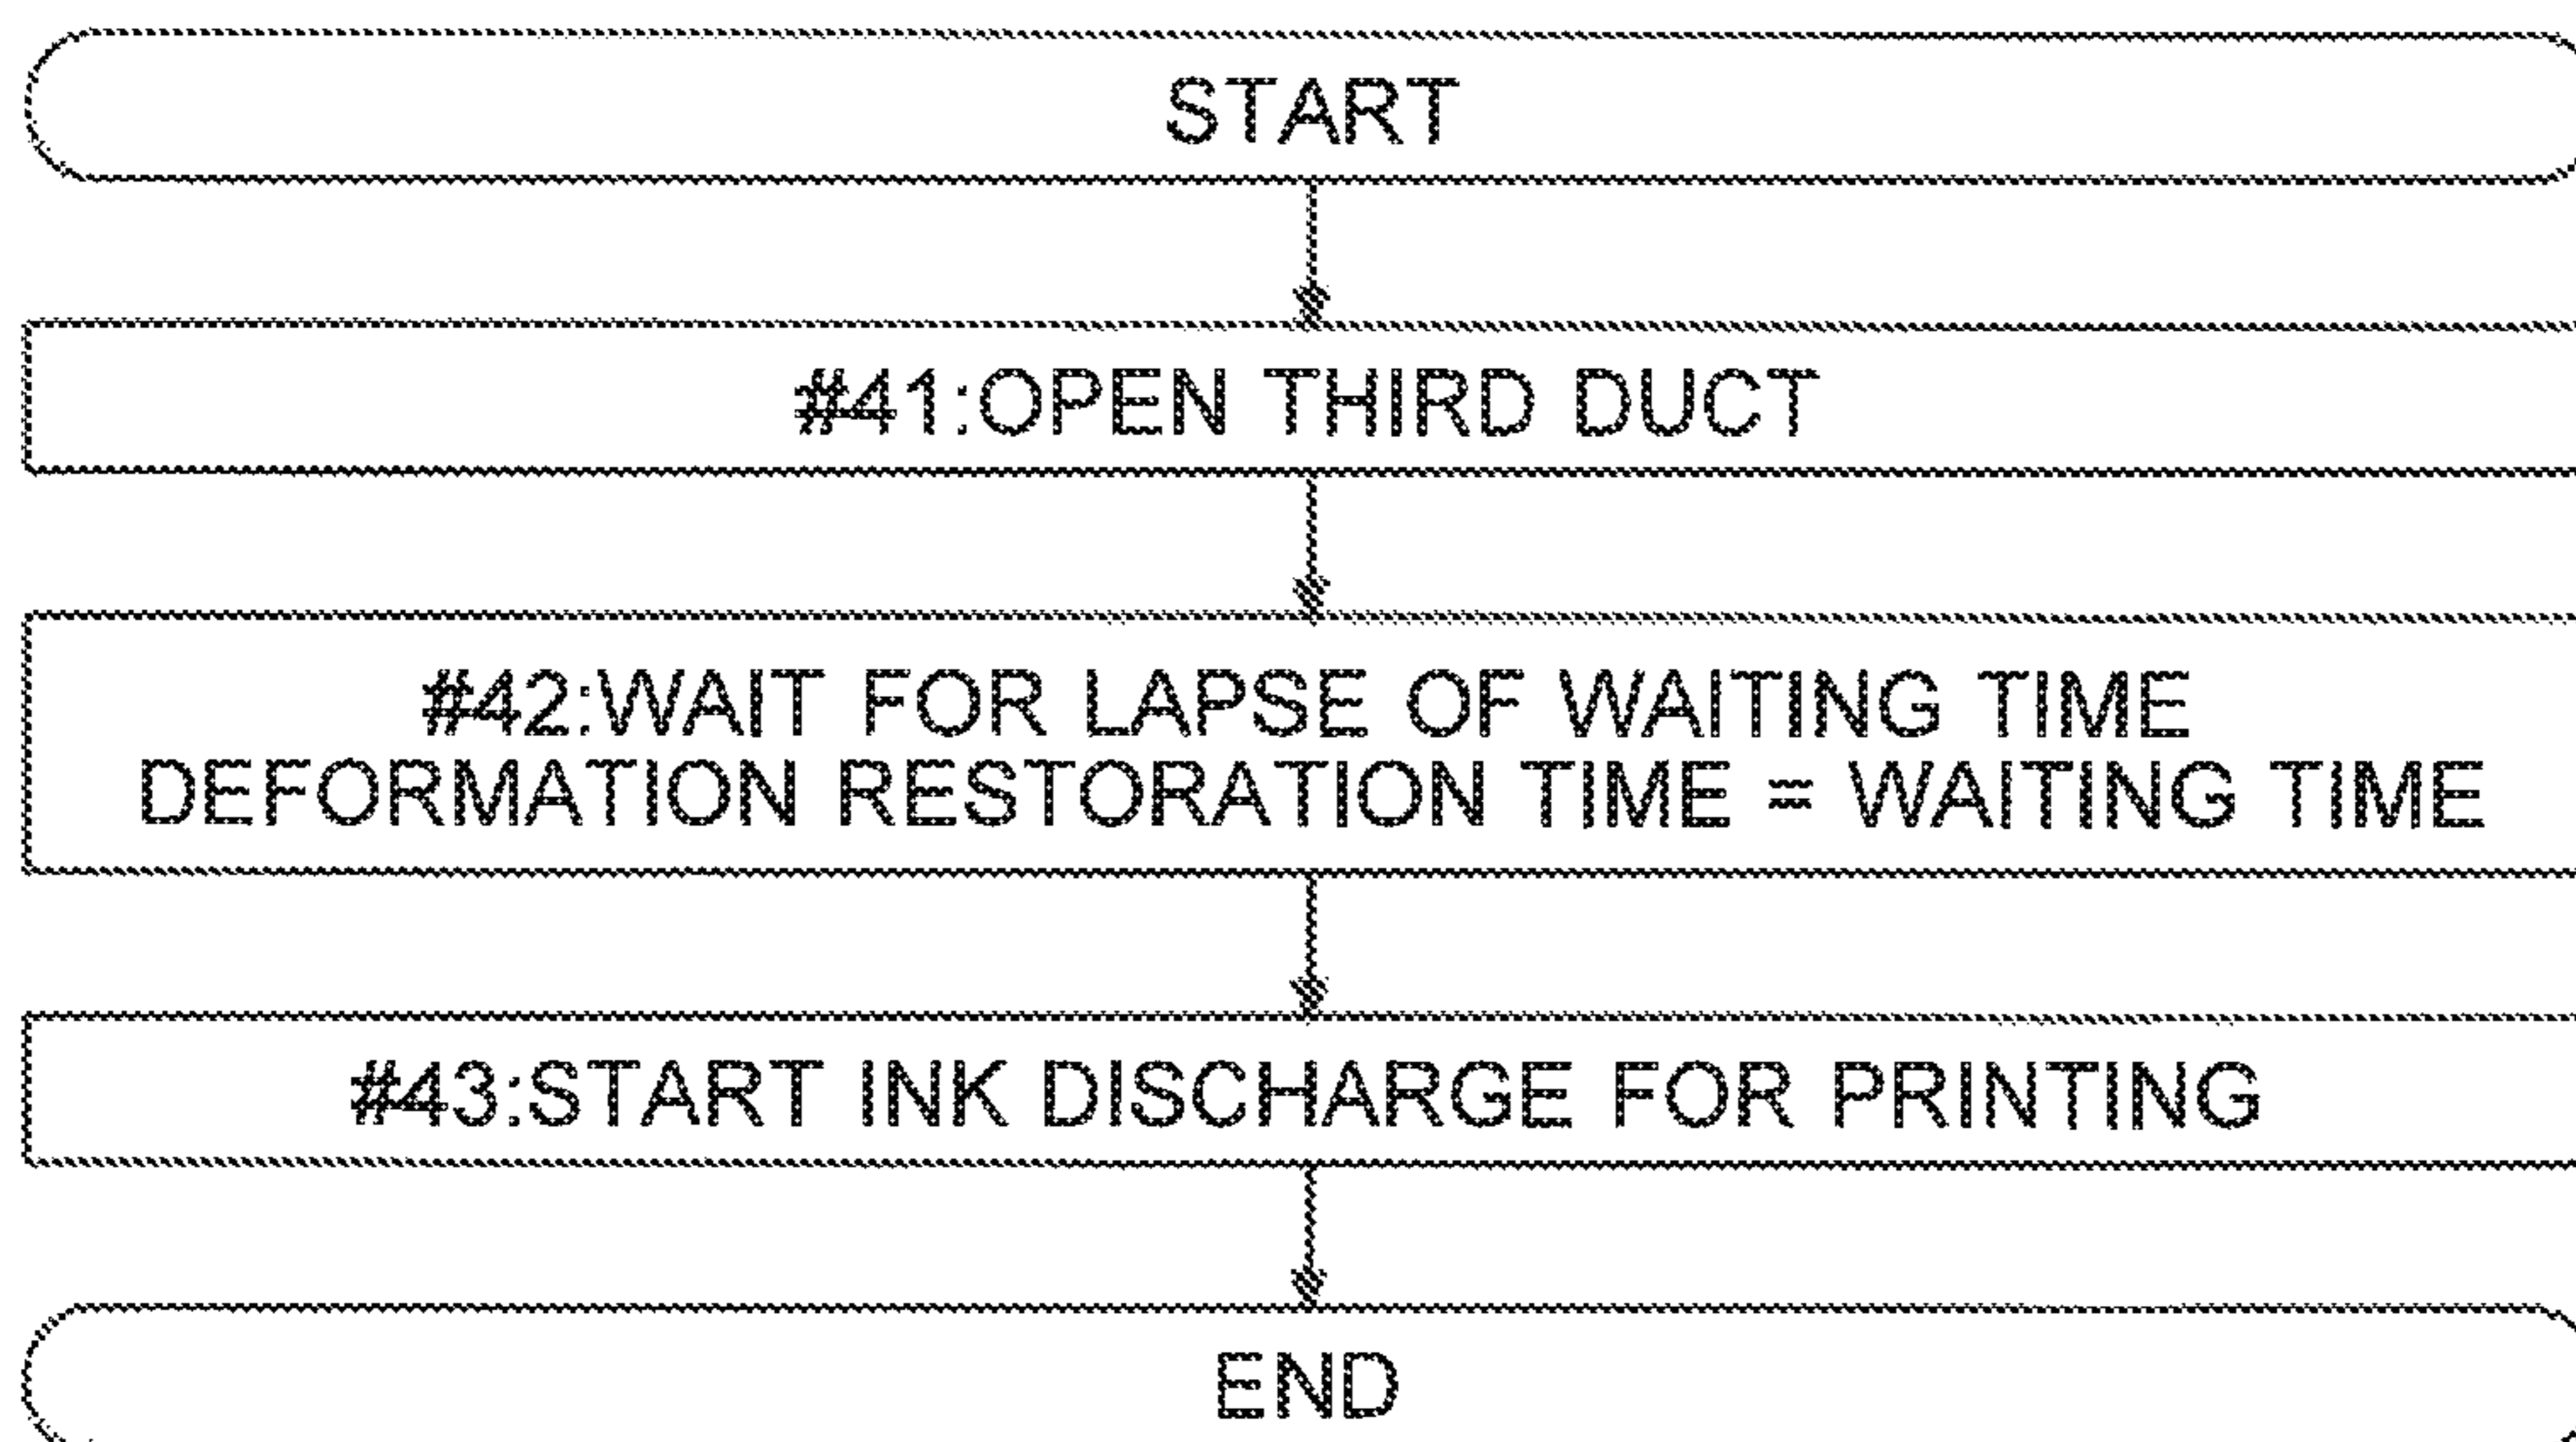 START
#41:OPEN THIRD DUCT
#42:WAIT FOR LAPSE OF WAITING TIME
DEFORMATION RESTORATION TIME = WAITING TIME
#43:START INK DISCHARGE FOR PRINTING
END